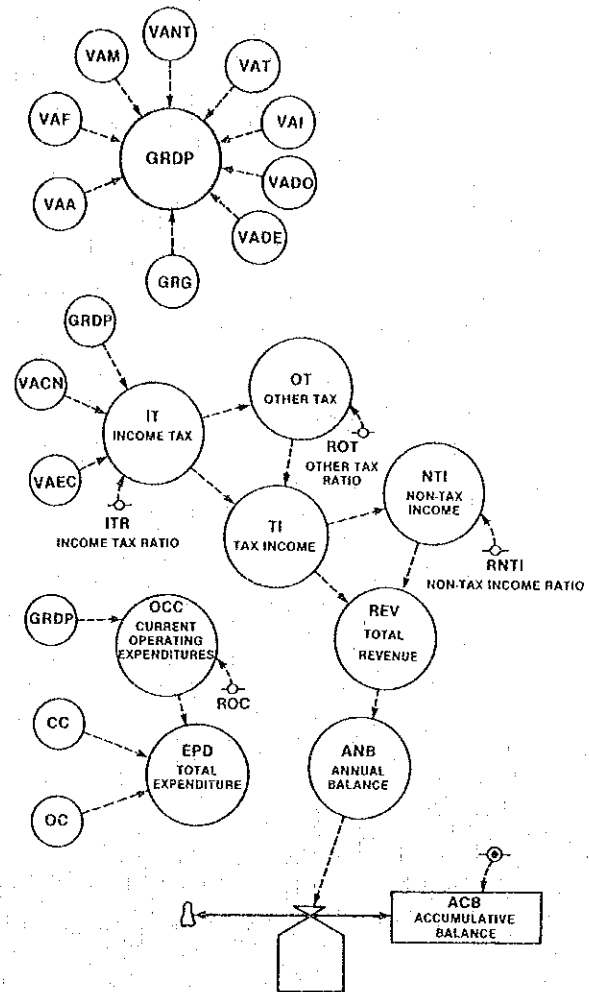 VANT
VAM
VAT
VAF
VAI
GRDP
VADO
VAA
VADE
GRG
GRDP
VACN
IT
INCOME TAX
OT
OTHER TAX
VAEC
ROT
OTHER TAX
RATIO
NTI
NON-TAX
INCOME
ITR
INCOME TAX RATIO
TI
TAX INCOME
RNTI
NON-TAX INCOME RATIO
GRDP
OCC
CURRENT
OPERATING
EXPENDITURES
REV
TOTAL
REVENUE
ROC
CC
EPD
TOTAL
EXPENDITURE
ANB
ANNUAL
BALANCE
OC
ACB
ACCUMULATIVE
BALANCE